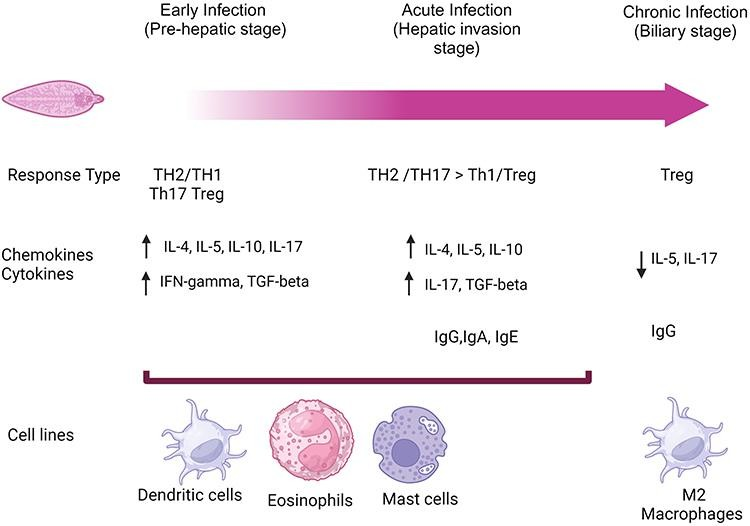 Early Infection
(Pre-hepatic stage)
Acute Infection
(Hepatic invasion
stage)
Chronic Infection
(Biliary stage)
Response Type
TH2/TH1
Th17 Treg
TH2 /TH17 > Th1/Treg
Treg
Chemokines
Cytokines
IL-4, IL-5, IL-10, IL-17
IFN-gamma, TGF-beta
IL-4, IL-5, IL-10
IL-17, TGF-beta
IL-5, IL-17
IgG,IgA, IgE
IgG
Cell lines
Dendritic cells
Eosinophils
Mast cells
M2
Macrophages